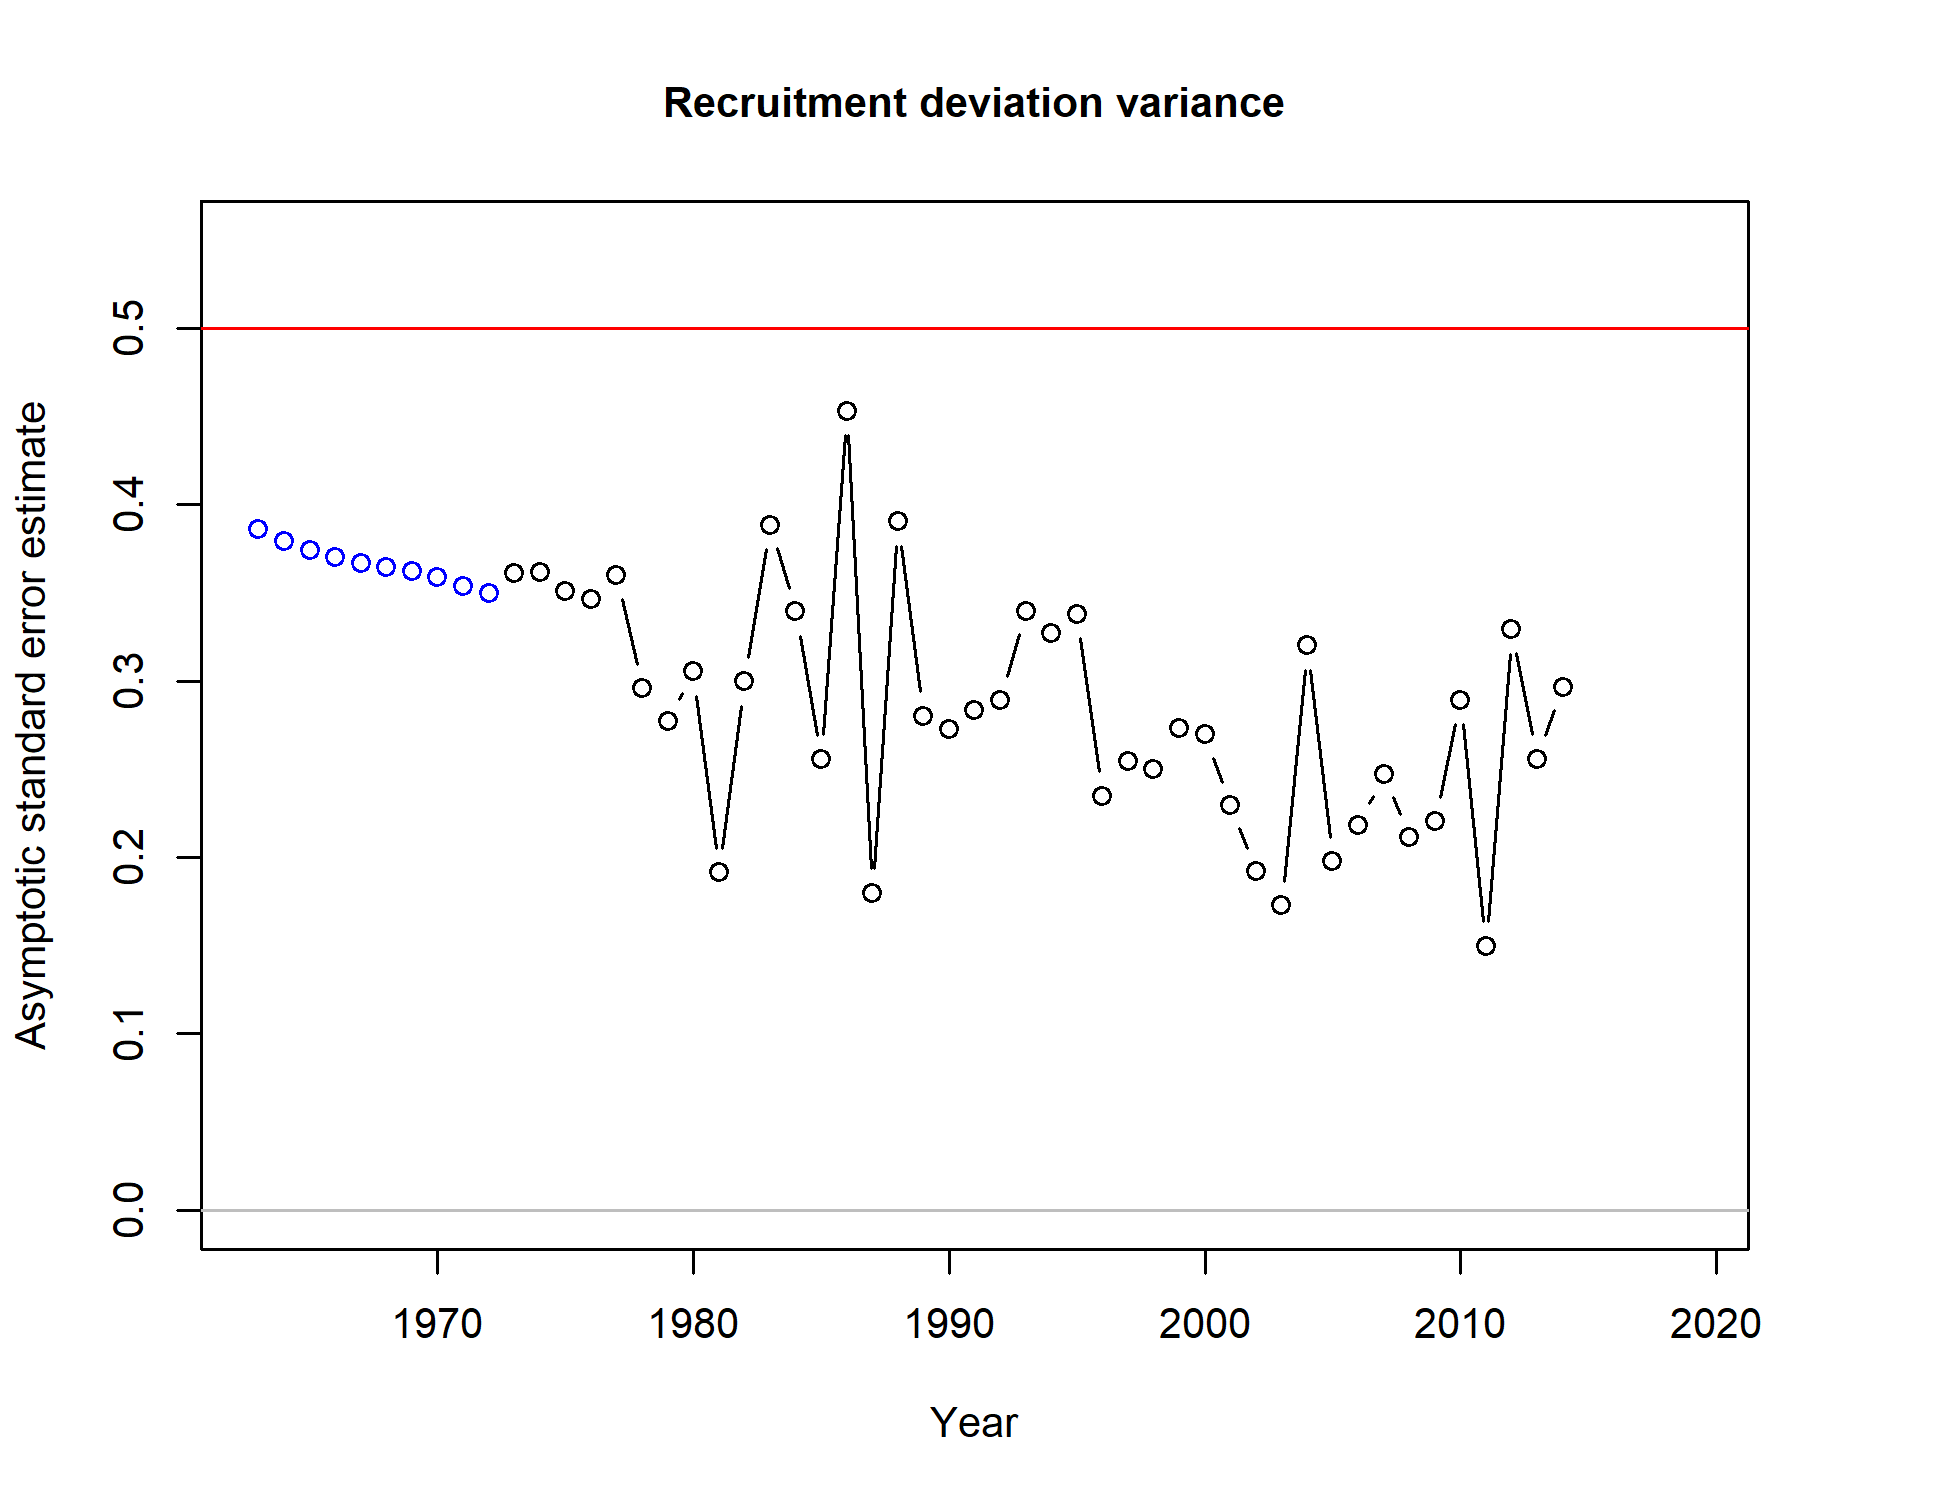 Recruitment deviation variance
Asymptotic standard error estimate
0.5
0.4
0.3
0.2
0.1
0.0
1970 1980 1990 2000 2010 2020
Year